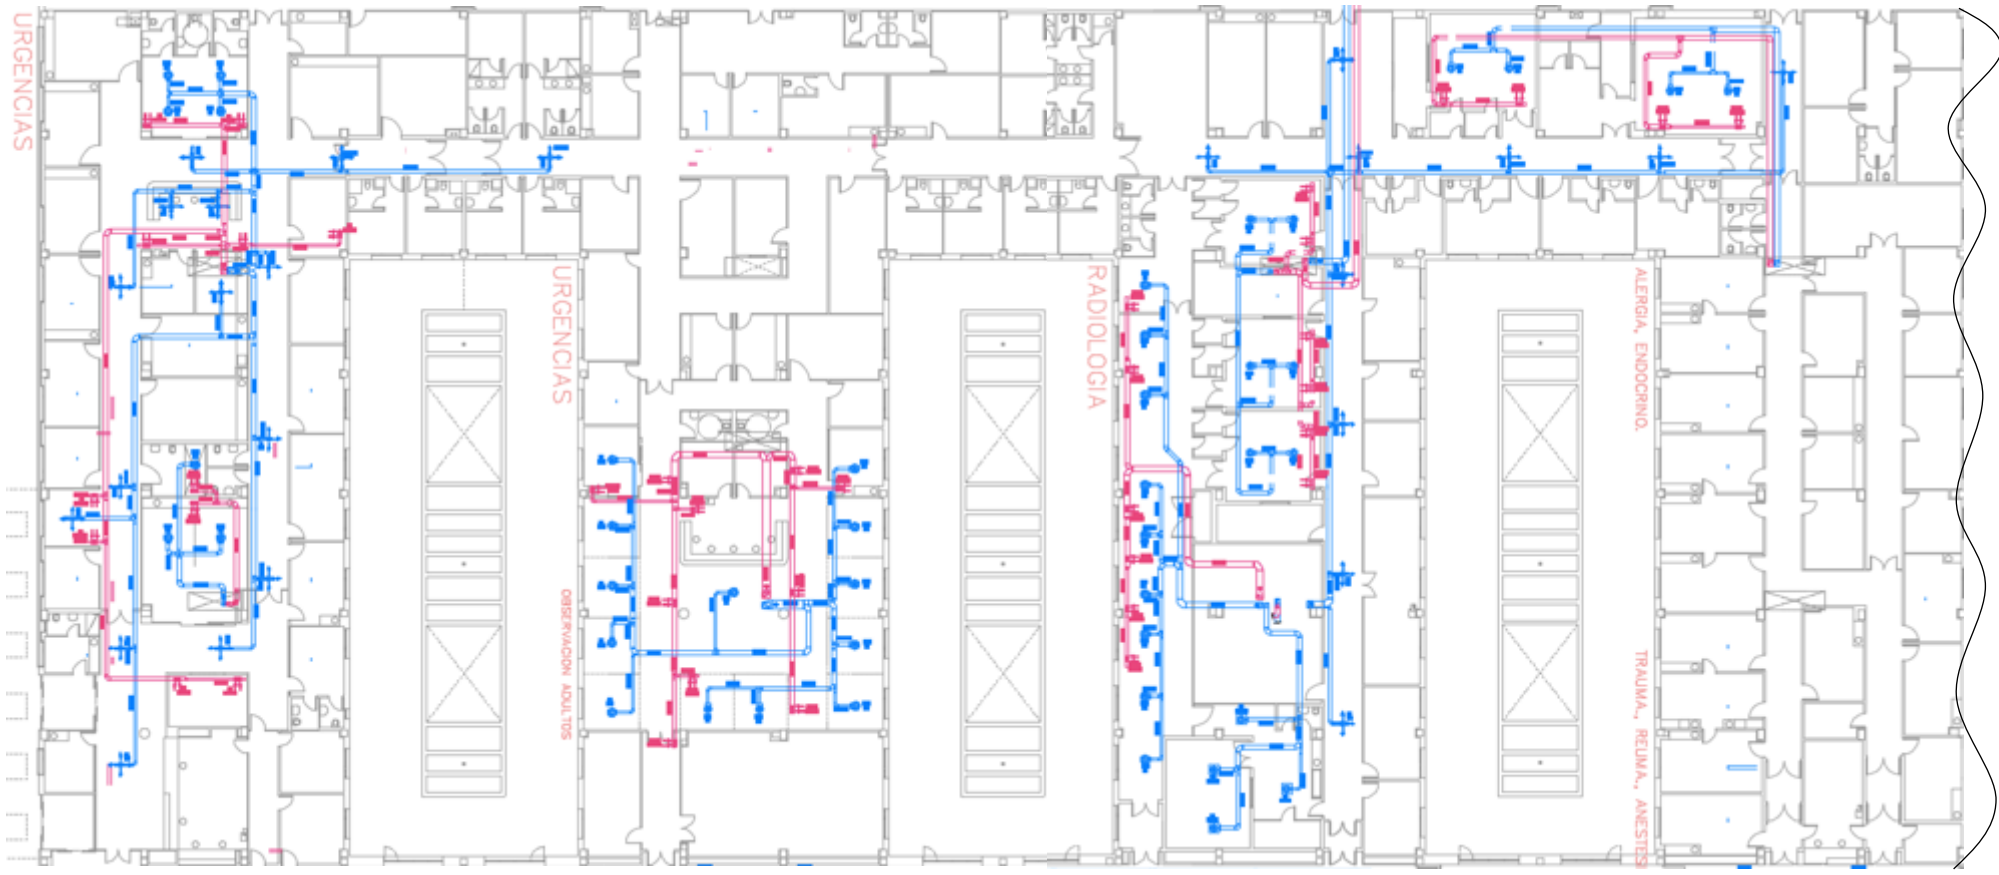 URGENCIAS
URGENCIAS
OBSERVACION ADULTOS
RADIOLOGIA
ALERGIA, ENDOCRINO.
TRAUMA., REUMA., ANESTES